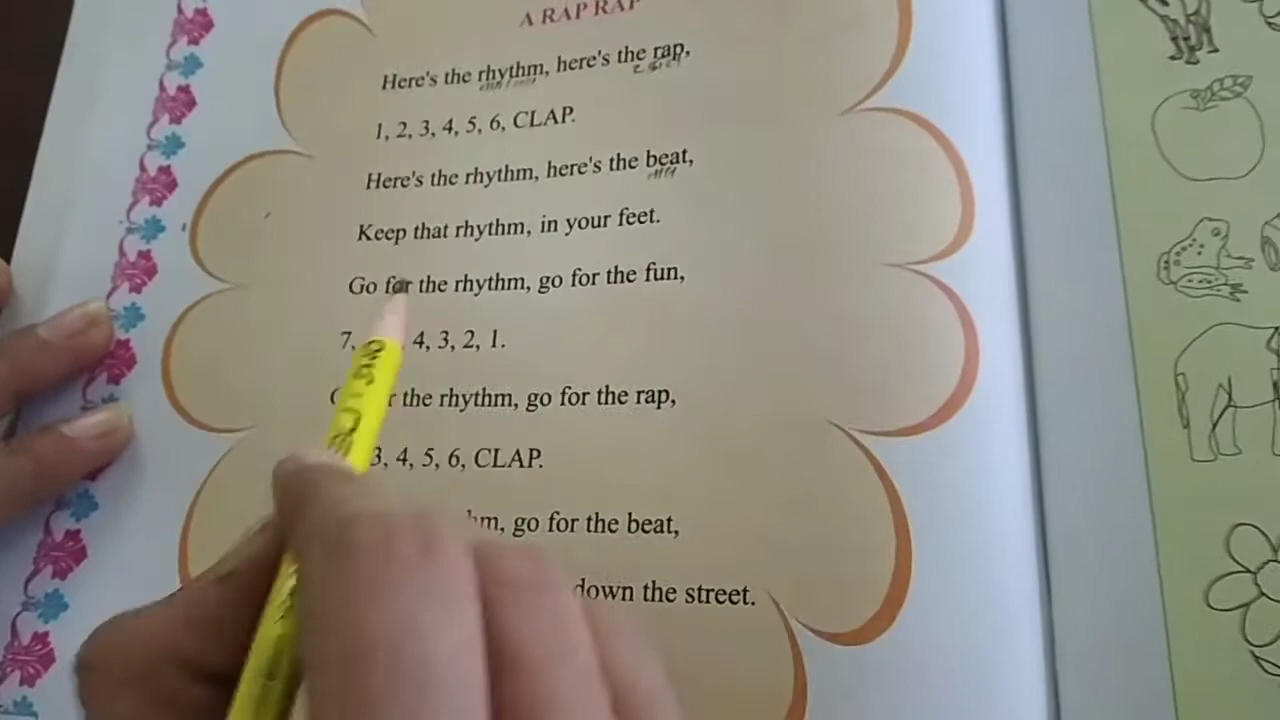 A RAP RAP
Here's the rhythm, here's the rap,
1, 2, 3, 4, 5, 6, CLAP.
Here's the rhythm, here's the beat,
Keep that rhythm, in your feet.
Go for the rhythm, go for the fun,
7, 4, 3, 2, 1.
the rhythm, go for the rap,
3, 4, 5, 6, CLAP.
go for the beat,
down the street.